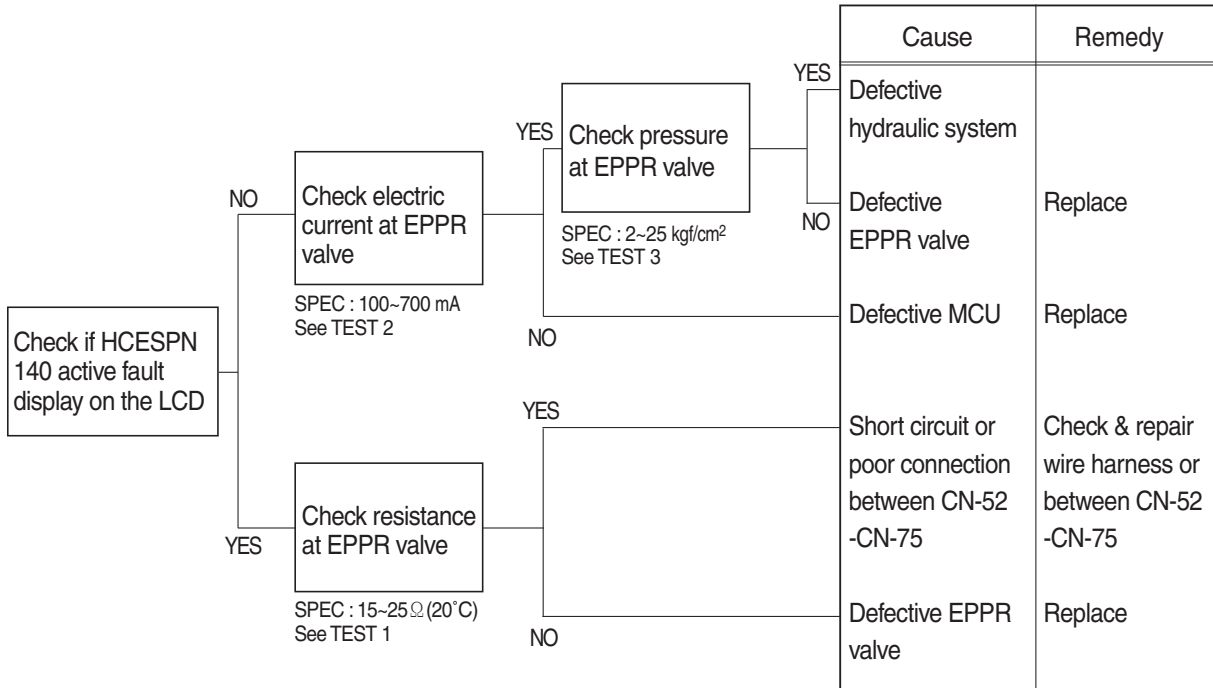 Cause
Remedy
Check if HCESPN
140 active fault
display on the LCD
NO
Check electric
current at EPPR
valve
SPEC : 100~700 mA
See TEST 2
YES
Check pressure
at EPPR valve
SPEC : 2~25 kgf/cm²
See TEST 3
YES
Defective
hydraulic system
NO
Defective
EPPR valve
Replace
NO
Defective MCU
Replace
YES
Check resistance
at EPPR valve
SPEC : 15~25Ω(20°C)
See TEST 1
YES
Short circuit or
poor connection
between CN-52
-CN-75
Check & repair
wire harness or
between CN-52
-CN-75
NO
Defective EPPR
valve
Replace